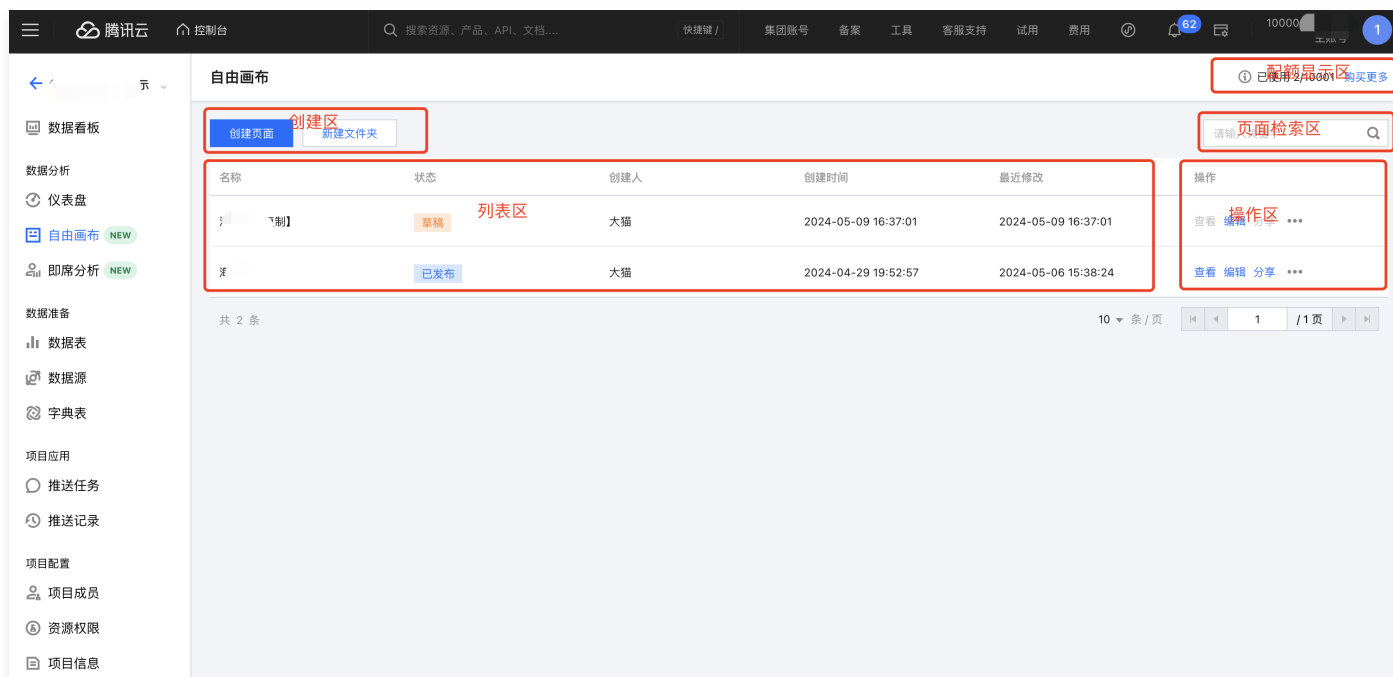 腾讯云 控制台 搜索资源、产品、API、文档.... 快捷键 / 集团账号 备案 工具 客服支持 试用 费用 62 10000
1
示
自由画布
配额显示区
已使用 2/10001 购买更多
数据看板
创建区
创建页面 新建文件夹
页面检索区
数据分析
仪表盘
自由画布 NEW
即席分析 NEW
数据准备
数据表
数据源
字典表
项目应用
推送任务
推送记录
项目配置
项目成员
资源权限
项目信息
名称 状态 创建人 创建时间 最近修改 操作
列表区
操作区
制】 草稿 大猫 2024-05-09 16:37:01 2024-05-09 16:37:01 查看 编辑 分享 •••
已发布 大猫 2024-04-29 19:52:57 2024-05-06 15:38:24 查看 编辑 分享 •••
共 2 条 10 条 / 页 1 / 1 页